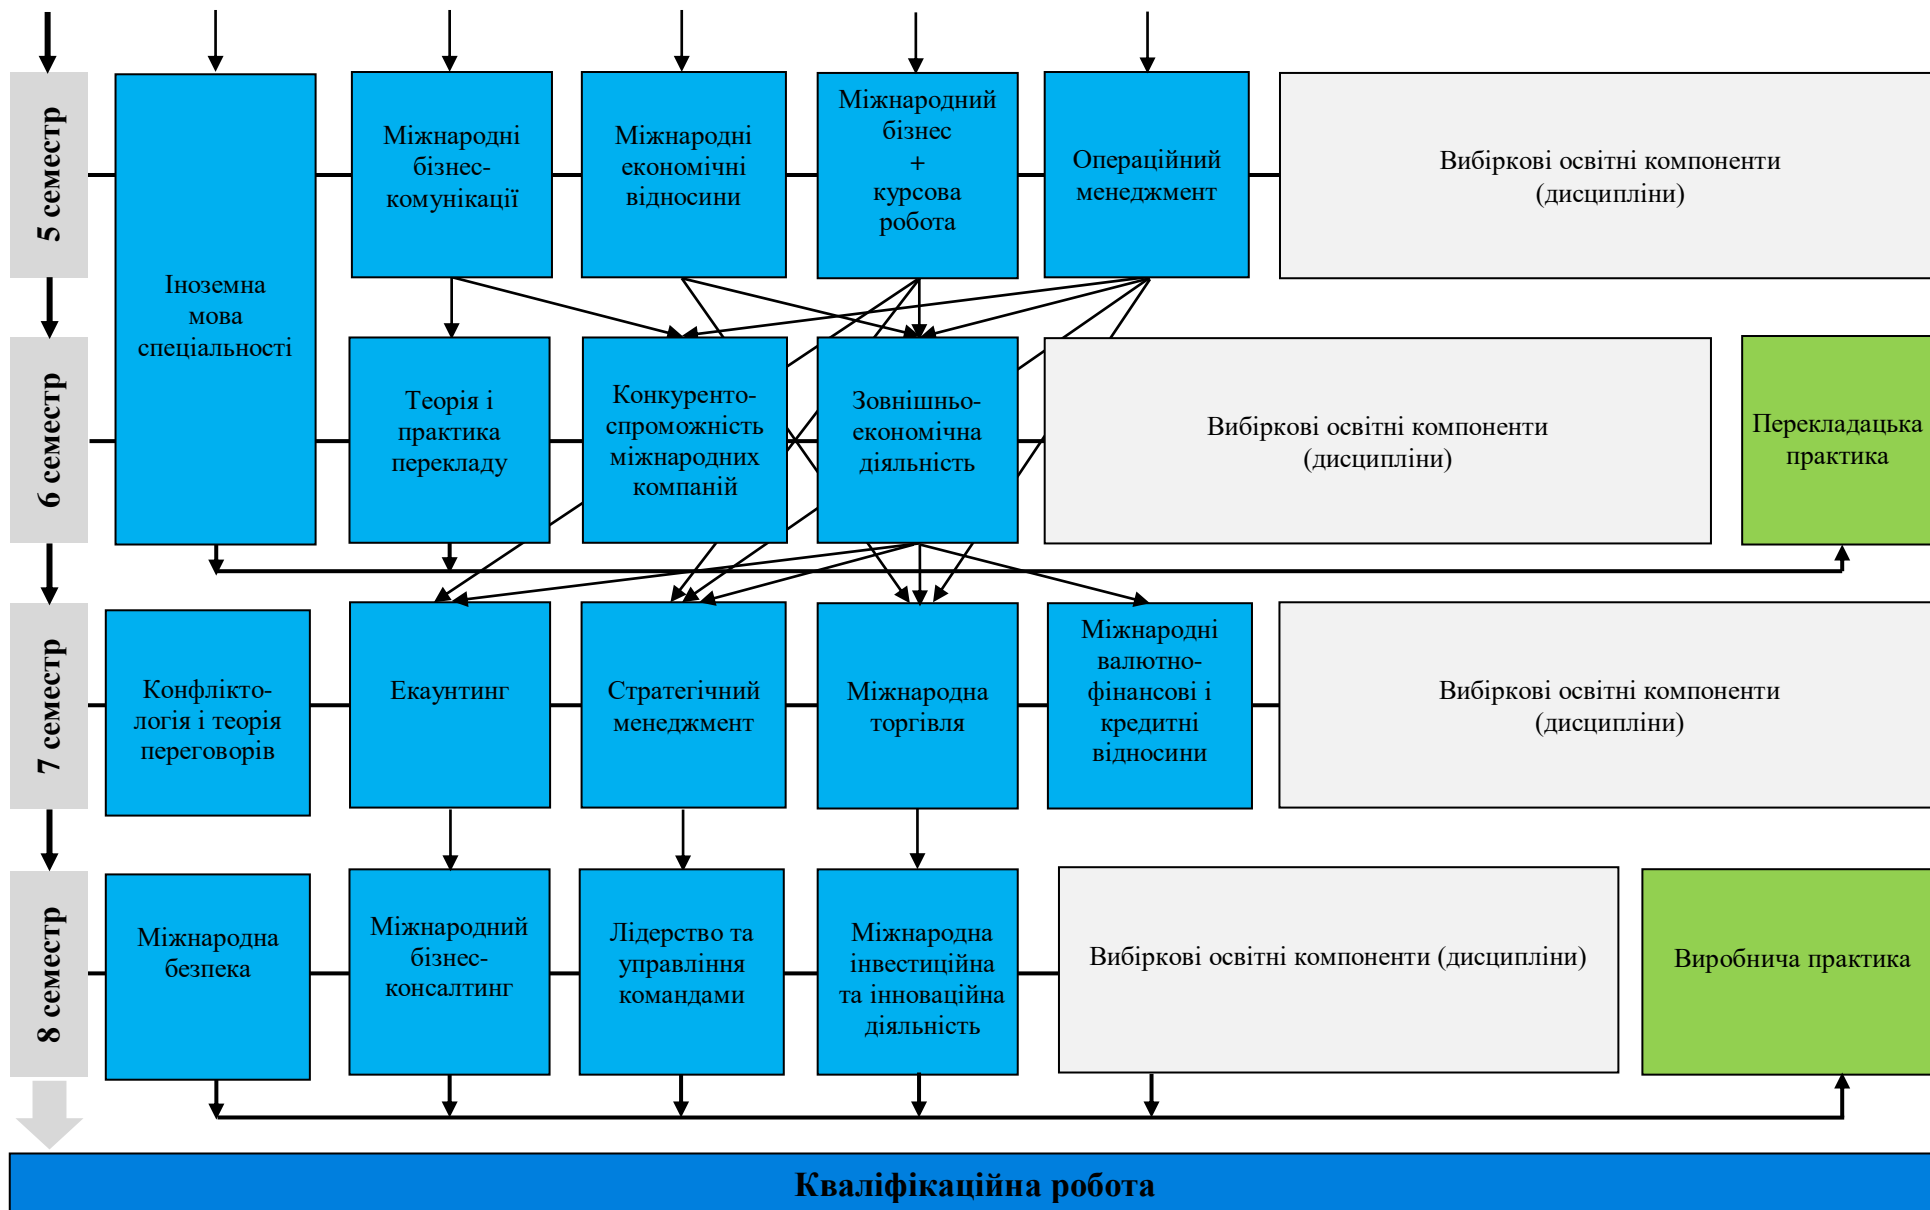 5 семестр
Іноземна
мова
спеціальності
Міжнародні
бізнес-
комунікації
Міжнародні
економічні
відносини
Міжнародний
бізнес
+
курсова
робота
Операційний
менеджмент
Вибіркові освітні компоненти
(дисципліни)
6 семестр
Теорія і
практика
перекладу
Конкуренто-
спроможність
міжнародних
компаній
Зовнішньо-
економічна
діяльність
Вибіркові освітні компоненти
(дисципліни)
Перекладацька
практика
7 семестр
Конфлікто-
логія і теорія
переговорів
Екаунтинг
Стратегічний
менеджмент
Міжнародна
торгівля
Міжнародні
валютно-
фінансові і
кредитні
відносини
Вибіркові освітні компоненти
(дисципліни)
8 семестр
Міжнародна
безпека
Міжнародний
бізнес-
консалтинг
Лідерство та
управління
командами
Міжнародна
інвестиційна
та інноваційна
діяльність
Вибіркові освітні компоненти (дисципліни)
Виробнича практика
Кваліфікаційна робота